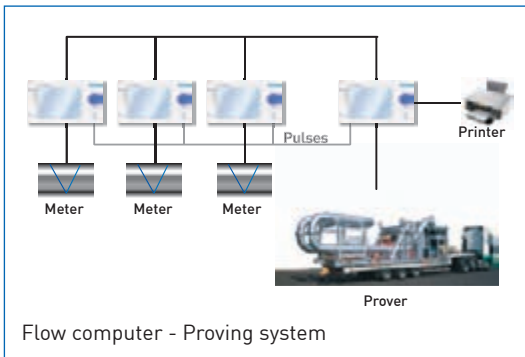 Pulses
Printer
Meter
Meter
Meter
Prover
Flow computer - Proving system